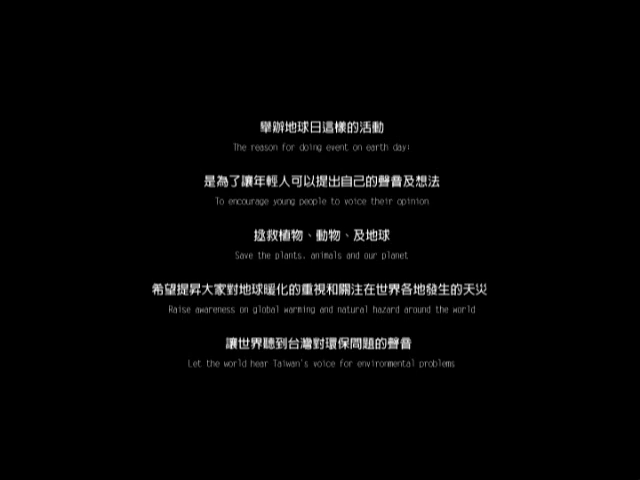 舉辦地球日這樣的活動
The reason for doing event on earth day:
是為了讓年輕人可以提出自己的聲音及想法
To encourage young people to voice their opinion
拯救植物、動物、及地球
Save the plants, animals and our planet
希望提昇大家對地球暖化的重視和關注在世界各地發生的天災
Raise awareness on global warming and natural hazard around the world
讓世界聽到台灣對環保問題的聲音
Let the world hear Taiwan's voice for environmental problems